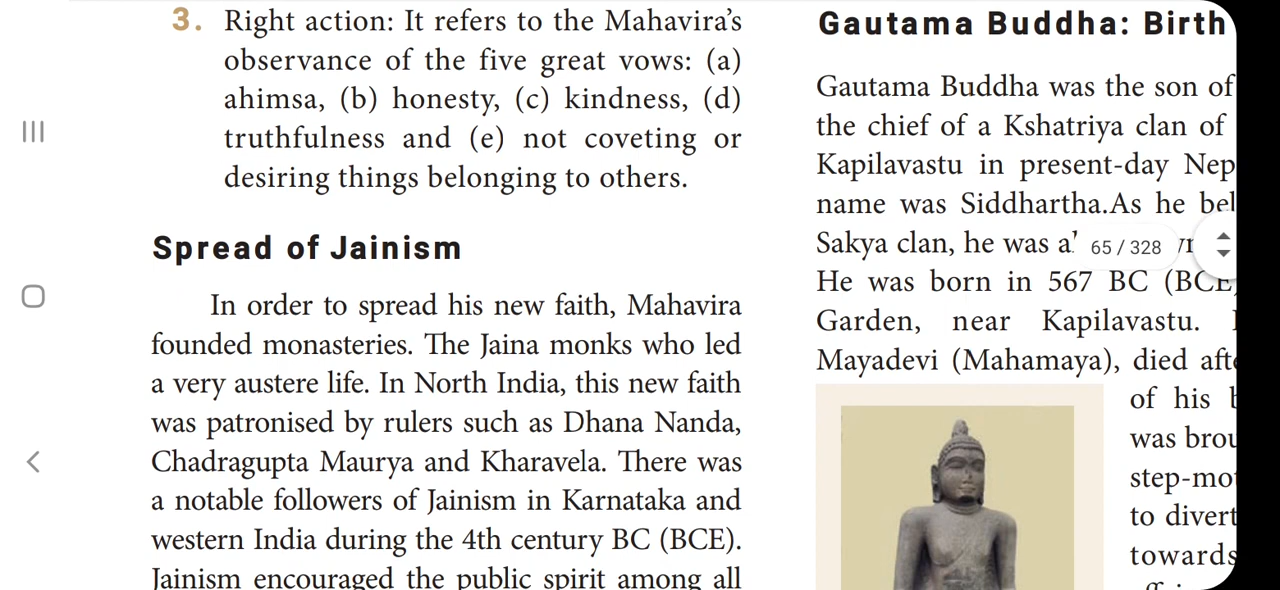 3. Right action: It refers to the Mahavira's
observance of the five great vows: (a)
ahimsa, (b) honesty, (c) kindness, (d)
truthfulness and (e) not coveting or
desiring things belonging to others.
Spread of Jainism
In order to spread his new faith, Mahavira
founded monasteries. The Jaina monks who led
a very austere life. In North India, this new faith
was patronised by rulers such as Dhana Nanda,
Chadragupta Maurya and Kharavela. There was
a notable followers of Jainism in Karnataka and
western India during the 4th century BC (BCE).
Jainism encouraged the public spirit among all
Gautama Buddha: Birth
Gautama Buddha was the son of
the chief of a Kshatriya clan of
Kapilavastu in present-day
name was Siddhartha.As he
Sakya clan, he was
65 / 328
He was born in 567 BC (BCE)
Garden, near Kapilavastu.
Mayadevi (Mahamaya), died
of his
was
to divert
towards